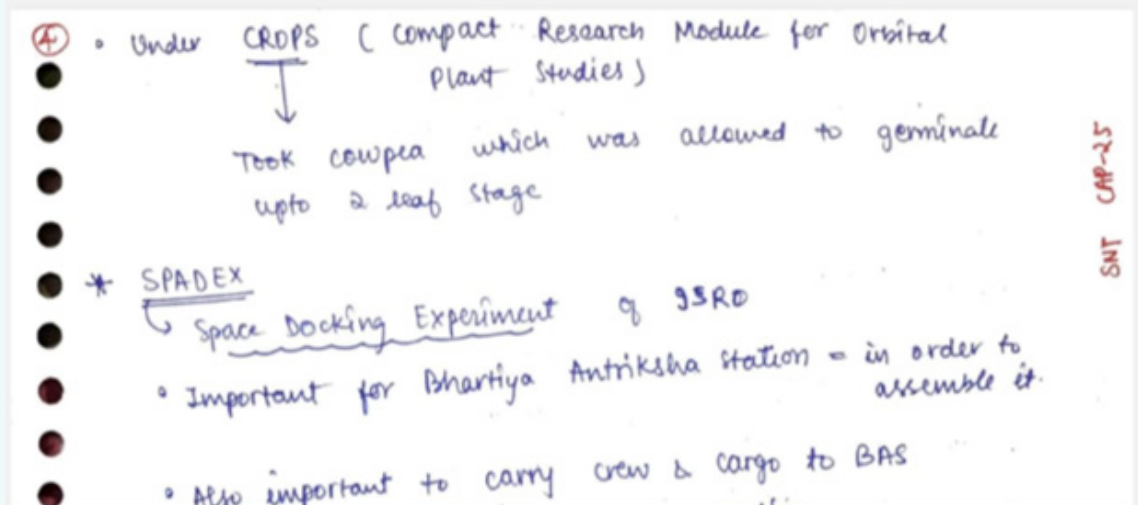 4
• Under CROPS ( Compact Research Module for Orbital
Plant Studies )
Took cowpea which was allowed to germinate
upto 2 leaf stage
SNT CAP-25
* SPADEX
Space Docking Experiment of ISRO
• Important for Bhartiya Antriksha Station = in order to
assemble it.
• Also important to carry crew & cargo to BAS